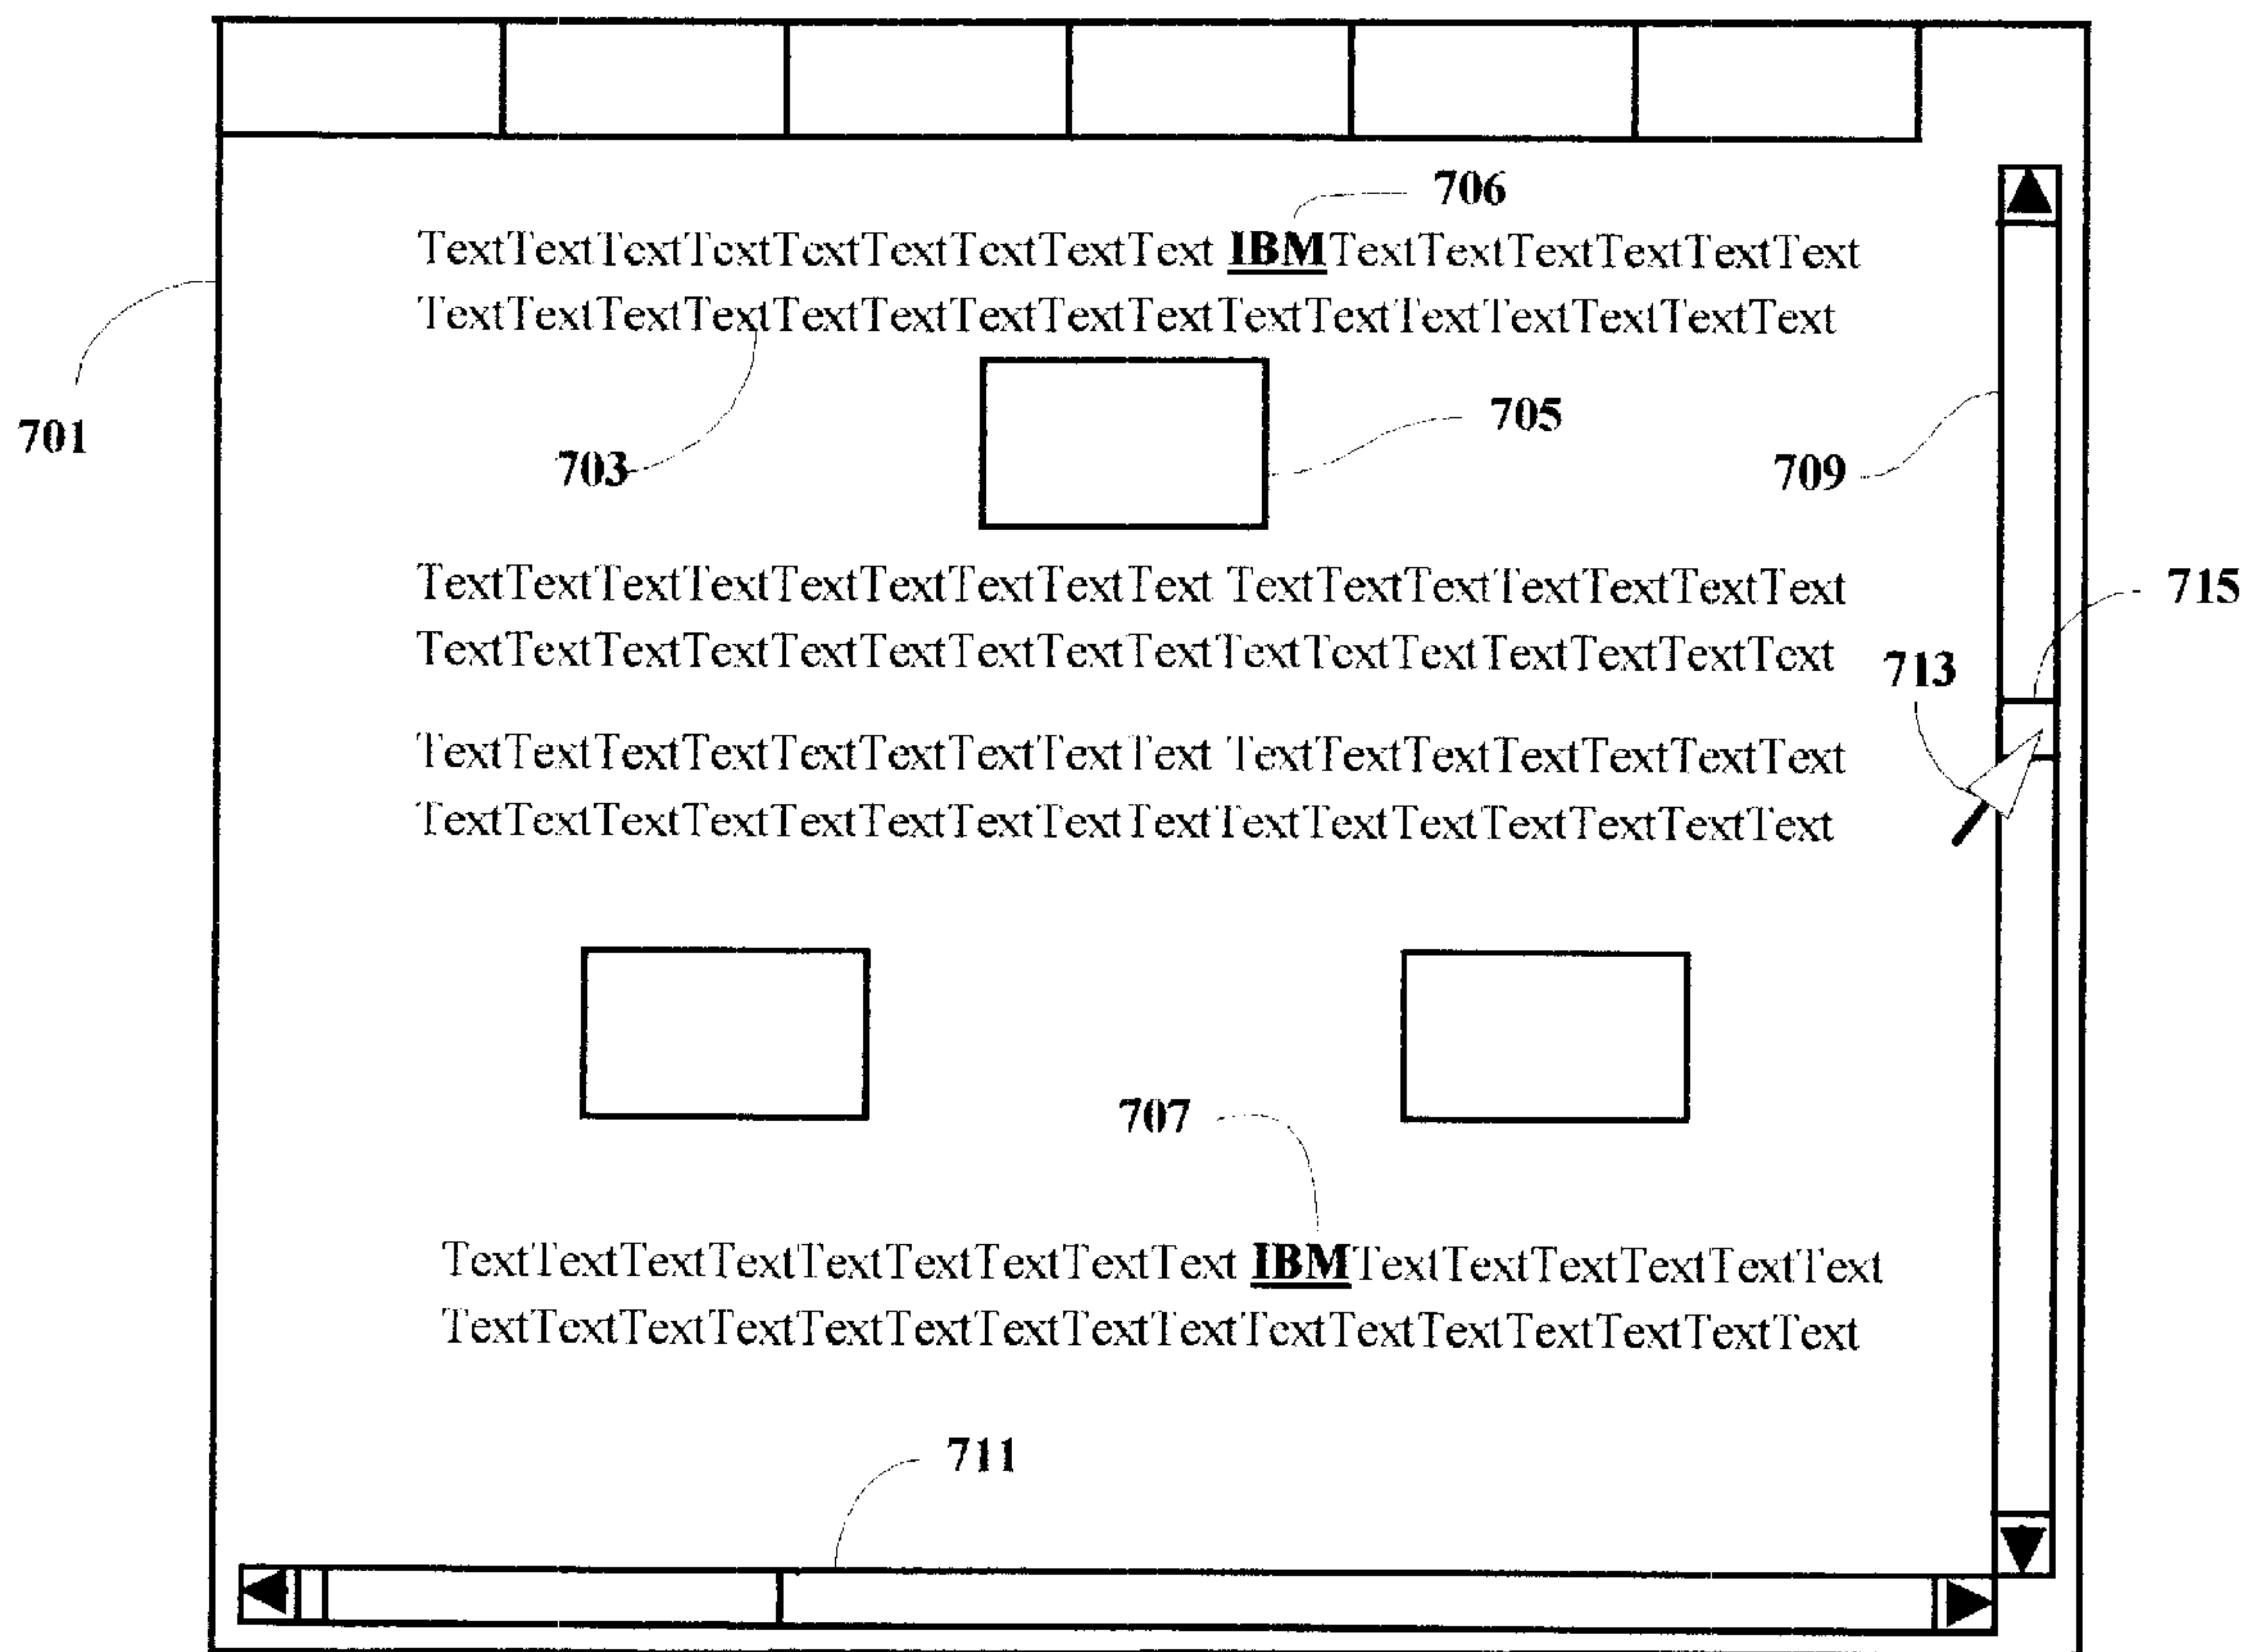 706
TextTextTextTextTextTextTextTextText IBMTextTextTextTextTextText
TextTextTextTextTextTextTextTextTextTextTextTextTextTextTextText
705
701
703
709
TextTextTextTextTextTextTextTextText TextTextTextTextTextTextText
715
TextTextTextTextTextTextTextTextTextTextTextTextTextTextTextText
713
TextTextTextTextTextTextTextTextText TextTextTextTextTextTextText
TextTextTextTextTextTextTextTextTextTextTextTextTextTextTextText
707
TextTextTextTextTextTextTextTextText IBMTextTextTextTextTextText
TextTextTextTextTextTextTextTextTextTextTextTextTextTextTextText
711